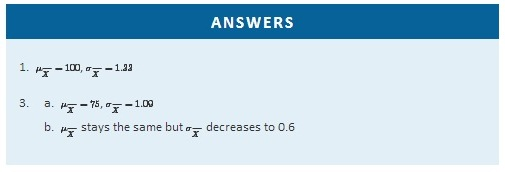 ANSWERS
1. μX̄ = 100, σX̄ = 1.33
3. a. μX̄ = 75, σX̄ = 1.09
b. μX̄ stays the same but σX̄ decreases to 0.6